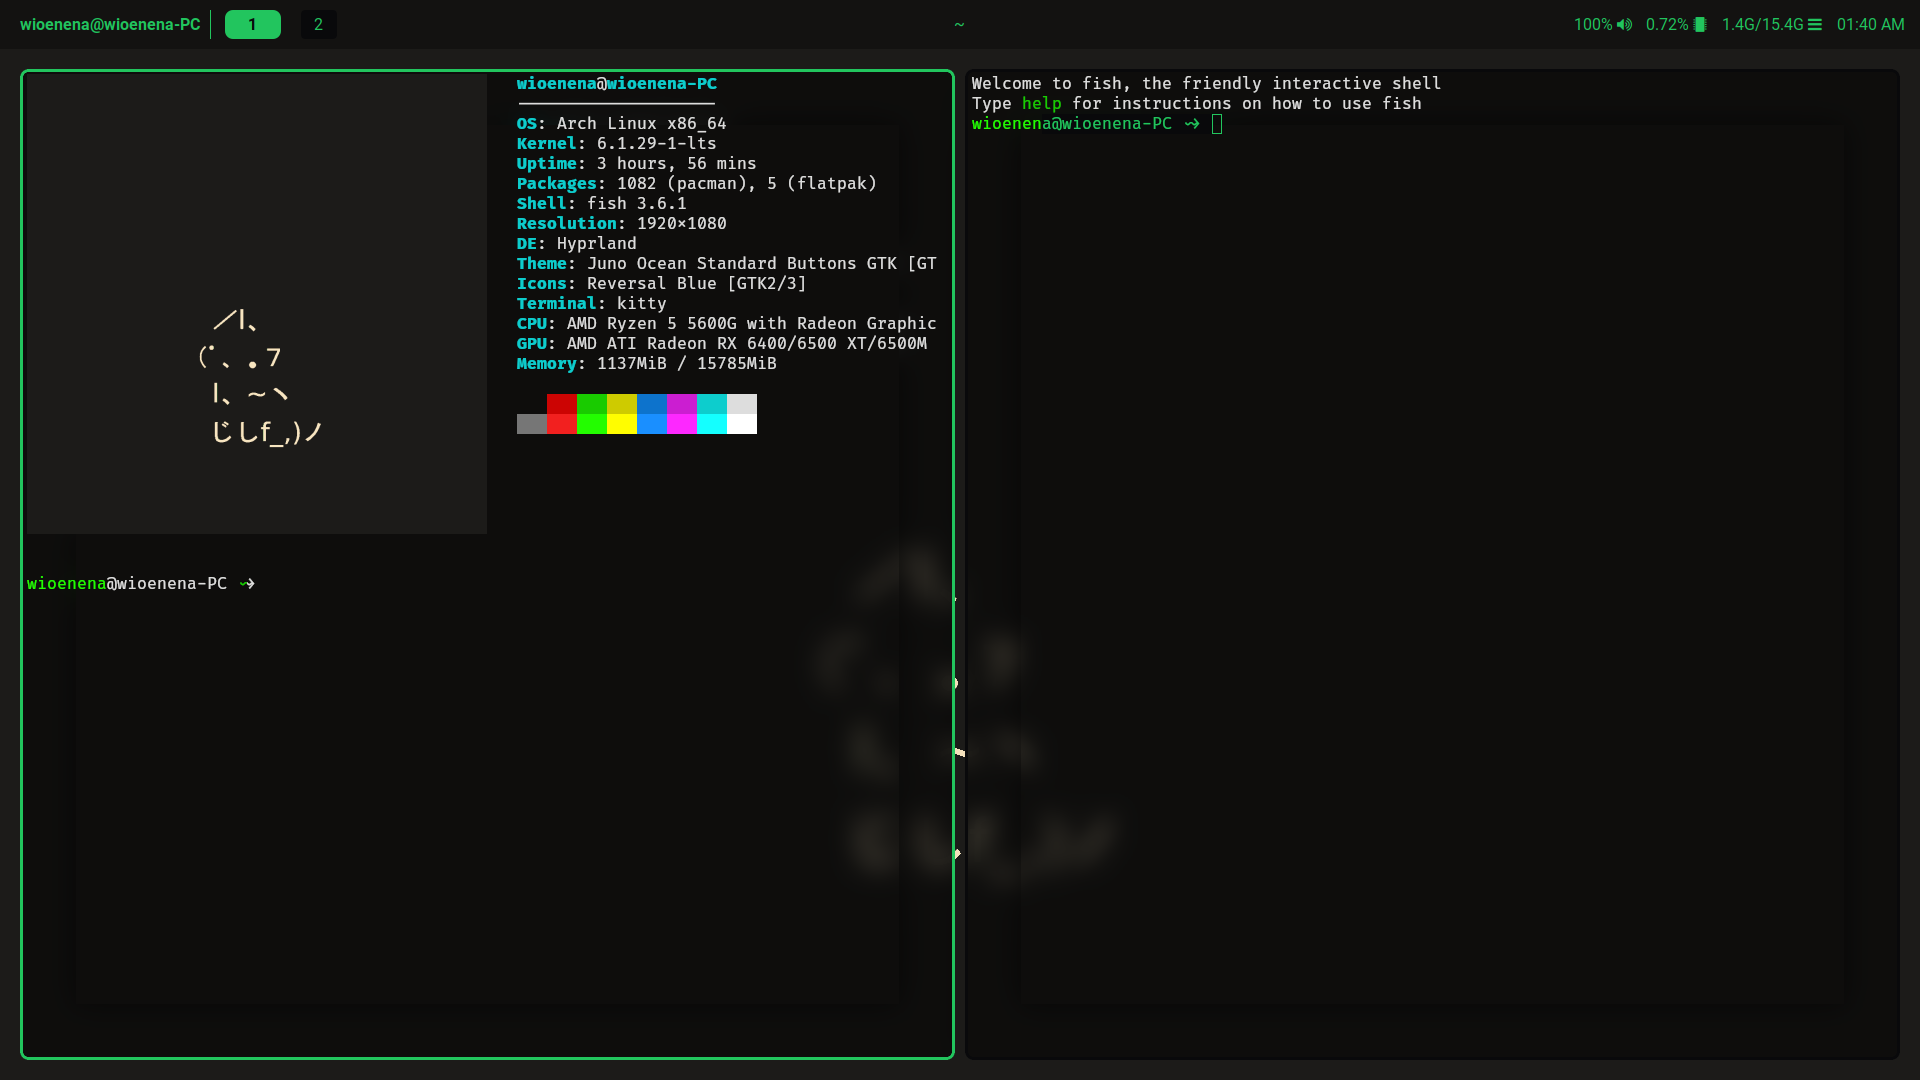 wioenena@wioenena-PC 1 2 ~ 100% 0.72% 1.4G/15.4G 01:40 AM
／l、
（ﾟ､ 。７
l、~ヽ
じしf_,)ノ
wioenena@wioenena-PC
OS: Arch Linux x86_64
Kernel: 6.1.29-1-lts
Uptime: 3 hours, 56 mins
Packages: 1082 (pacman), 5 (flatpak)
Shell: fish 3.6.1
Resolution: 1920×1080
DE: Hyprland
Theme: Juno Ocean Standard Buttons GTK [GT
Icons: Reversal Blue [GTK2/3]
Terminal: kitty
CPU: AMD Ryzen 5 5600G with Radeon Graphic
GPU: AMD ATI Radeon RX 6400/6500 XT/6500M
Memory: 1137MiB / 15785MiB
wioenena@wioenena-PC ⤳
Welcome to fish, the friendly interactive shell
Type help for instructions on how to use fish
wioenena@wioenena-PC ⤳